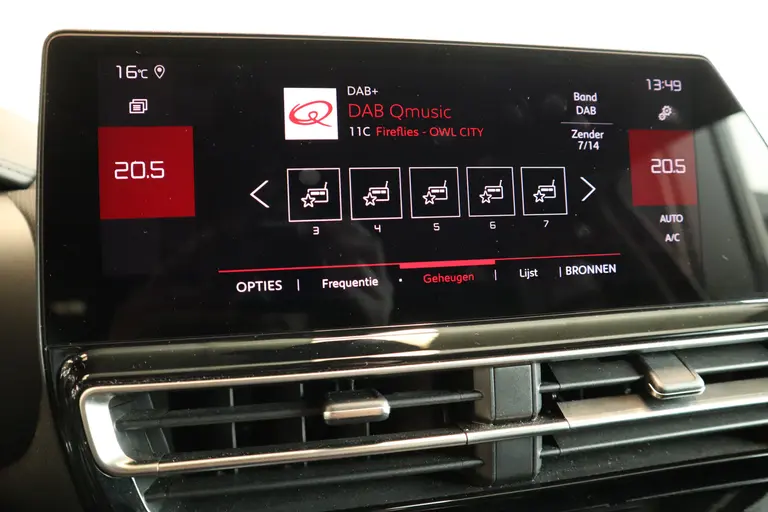 16°C
13:49
DAB+
DAB Qmusic
11C Fireflies - OWL CITY
Band
DAB
Zender
7/14
20.5
20.5
3 4 5 6 7
AUTO
A/C
OPTIES | Frequentie · Geheugen | Lijst | BRONNEN